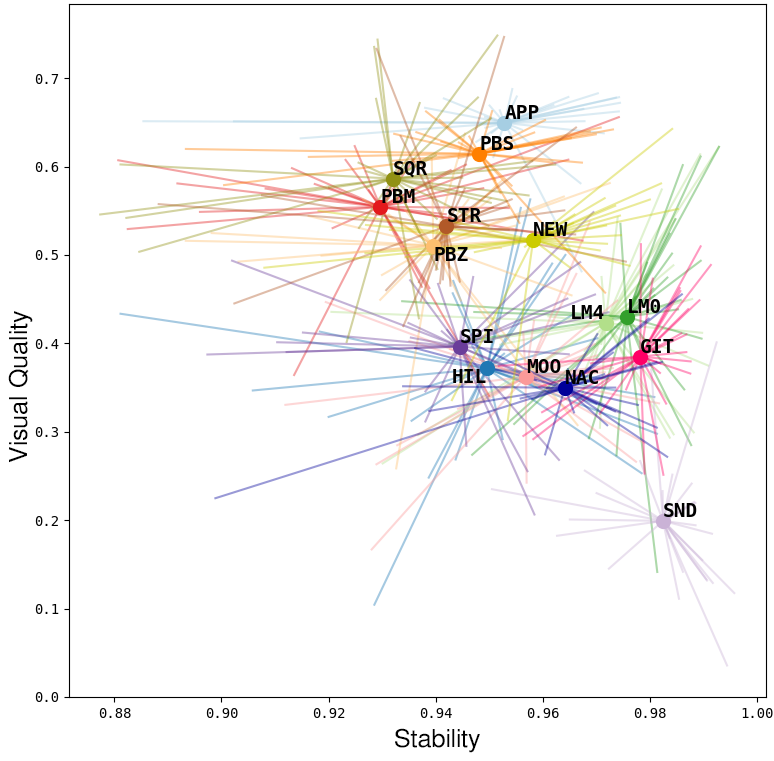 Visual Quality
0.7
0.6
0.5
0.4
0.3
0.2
0.1
0.0
APP
PBS
SQR
PBM
STR
NEW
PBZ
LM4
LM0
SPI
GIT
HIL
MOO
NAC
SND
0.88 0.90 0.92 0.94 0.96 0.98 1.00
Stability